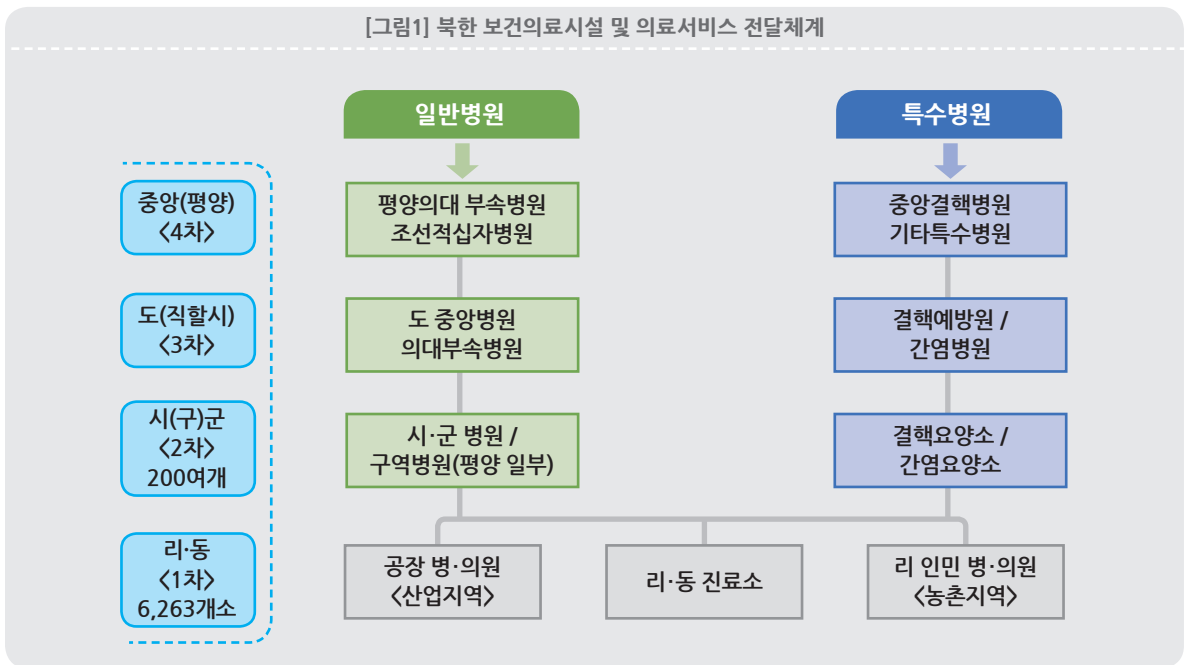 [그림1] 북한 보건의료시설 및 의료서비스 전달체계
일반병원
특수병원
중앙(평양)
<4차>
평양의대 부속병원
조선적십자병원
중앙결핵병원
기타특수병원
도(직할시)
<3차>
도 중앙병원
의대부속병원
결핵예방원 /
간염병원
시(구)군
<2차>
200여개
시·군 병원 /
구역병원(평양 일부)
결핵요양소 /
간염요양소
리·동
<1차>
6,263개소
공장 병·의원
<산업지역>
리·동 진료소
리 인민 병·의원
<농촌지역>